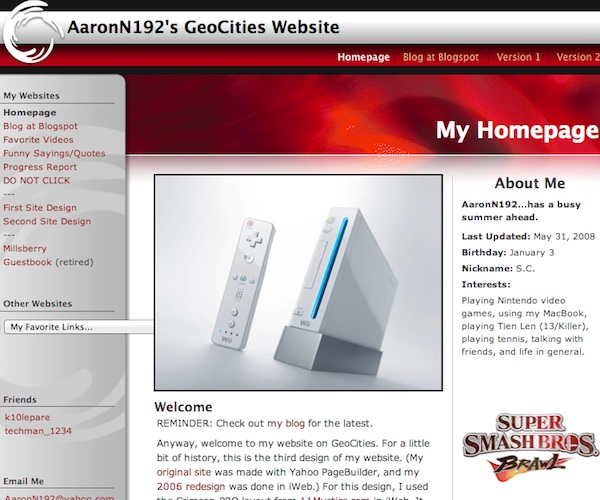 AaronN192's GeoCities Website
Homepage
Blog at Blogspot
Version 1
Version 2
My Websites
Homepage
Blog at Blogspot
Favorite Videos
Funny Sayings/Quotes
Progress Report
DO NOT CLICK
---
First Site Design
Second Site Design
---
Millsberry
Guestbook (retired)
Other Websites
My Favorite Links...
Friends
k10lepare
techman_1234
Email Me
AaronN192@yahoo.com
My Homepage
Wii
Wii
Welcome
REMINDER: Check out my blog for the latest.
Anyway, welcome to my website on GeoCities. For a little
bit of history, this is the third design of my website. (My
original site was made with Yahoo PageBuilder, and my
2006 redesign was done in iWeb.) For this design, I used
the Crimson PRO layout from 11Mystics.com in iWeb. It
About Me
AaronN192...has a busy
summer ahead.
Last Updated: May 31, 2008
Birthday: January 3
Nickname: S.C.
Interests:
Playing Nintendo video
games, using my MacBook,
playing Tien Len (13/Killer),
playing tennis, talking with
friends, and life in general.
SUPER
SMASH BROS.
BRAWL